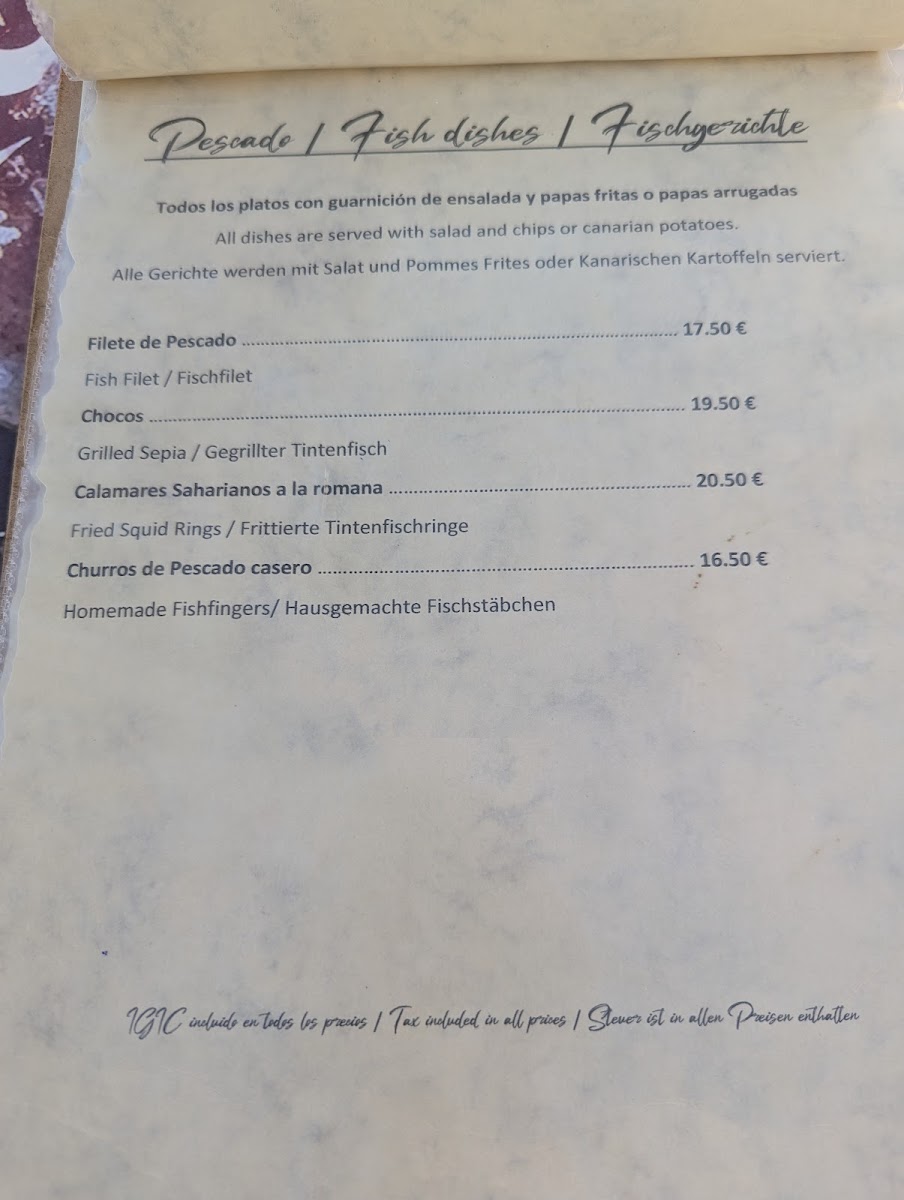 Pescado / Fish dishes / Fischgerichte
Todos los platos con guarnición de ensalada y papas fritas o papas arrugadas
All dishes are served with salad and chips or canarian potatoes.
Alle Gerichte werden mit Salat und Pommes Frites oder Kanarischen Kartoffeln serviert.
Filete de Pescado ........................................ 17.50 €
Fish Filet / Fischfilet
Chocos ........................................ 19.50 €
Grilled Sepia / Gegrillter Tintenfisch
Calamares Saharianos a la romana ........................................ 20.50 €
Fried Squid Rings / Frittierte Tintenfischringe
Churros de Pescado casero ........................................ 16.50 €
Homemade Fishfingers/ Hausgemachte Fischstäbchen
IGIC incluido en todos los precios / Tax included in all prices / Steuer ist in allen Preisen enthalten